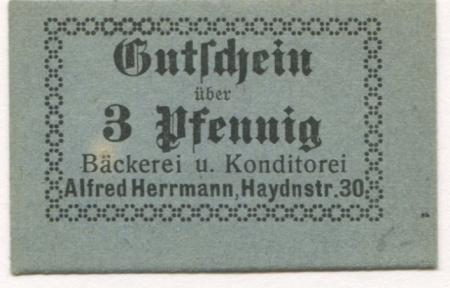 Gutschein
über
3 Pfennig
Bäckerei u. Konditorei
Alfred Herrmann, Haydnstr. 30.